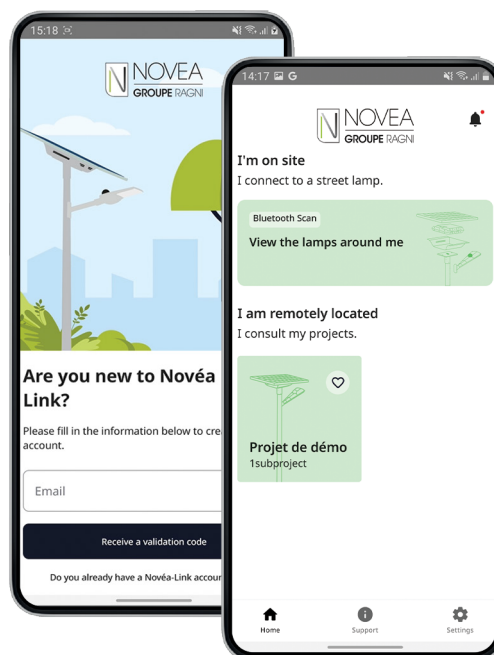 15:18
NOVEA
GROUPE RAGNI
Are you new to Novéa
Link?
Please fill in the information below to cre
account.
Email
Receive a validation code
Do you already have a Novéa-Link accour
14:17 G
NOVEA
GROUPE RAGNI
I'm on site
I connect to a street lamp.
Bluetooth Scan
View the lamps around me
I am remotely located
I consult my projects.
Projet de démo
1subproject
Home
Support
Settings